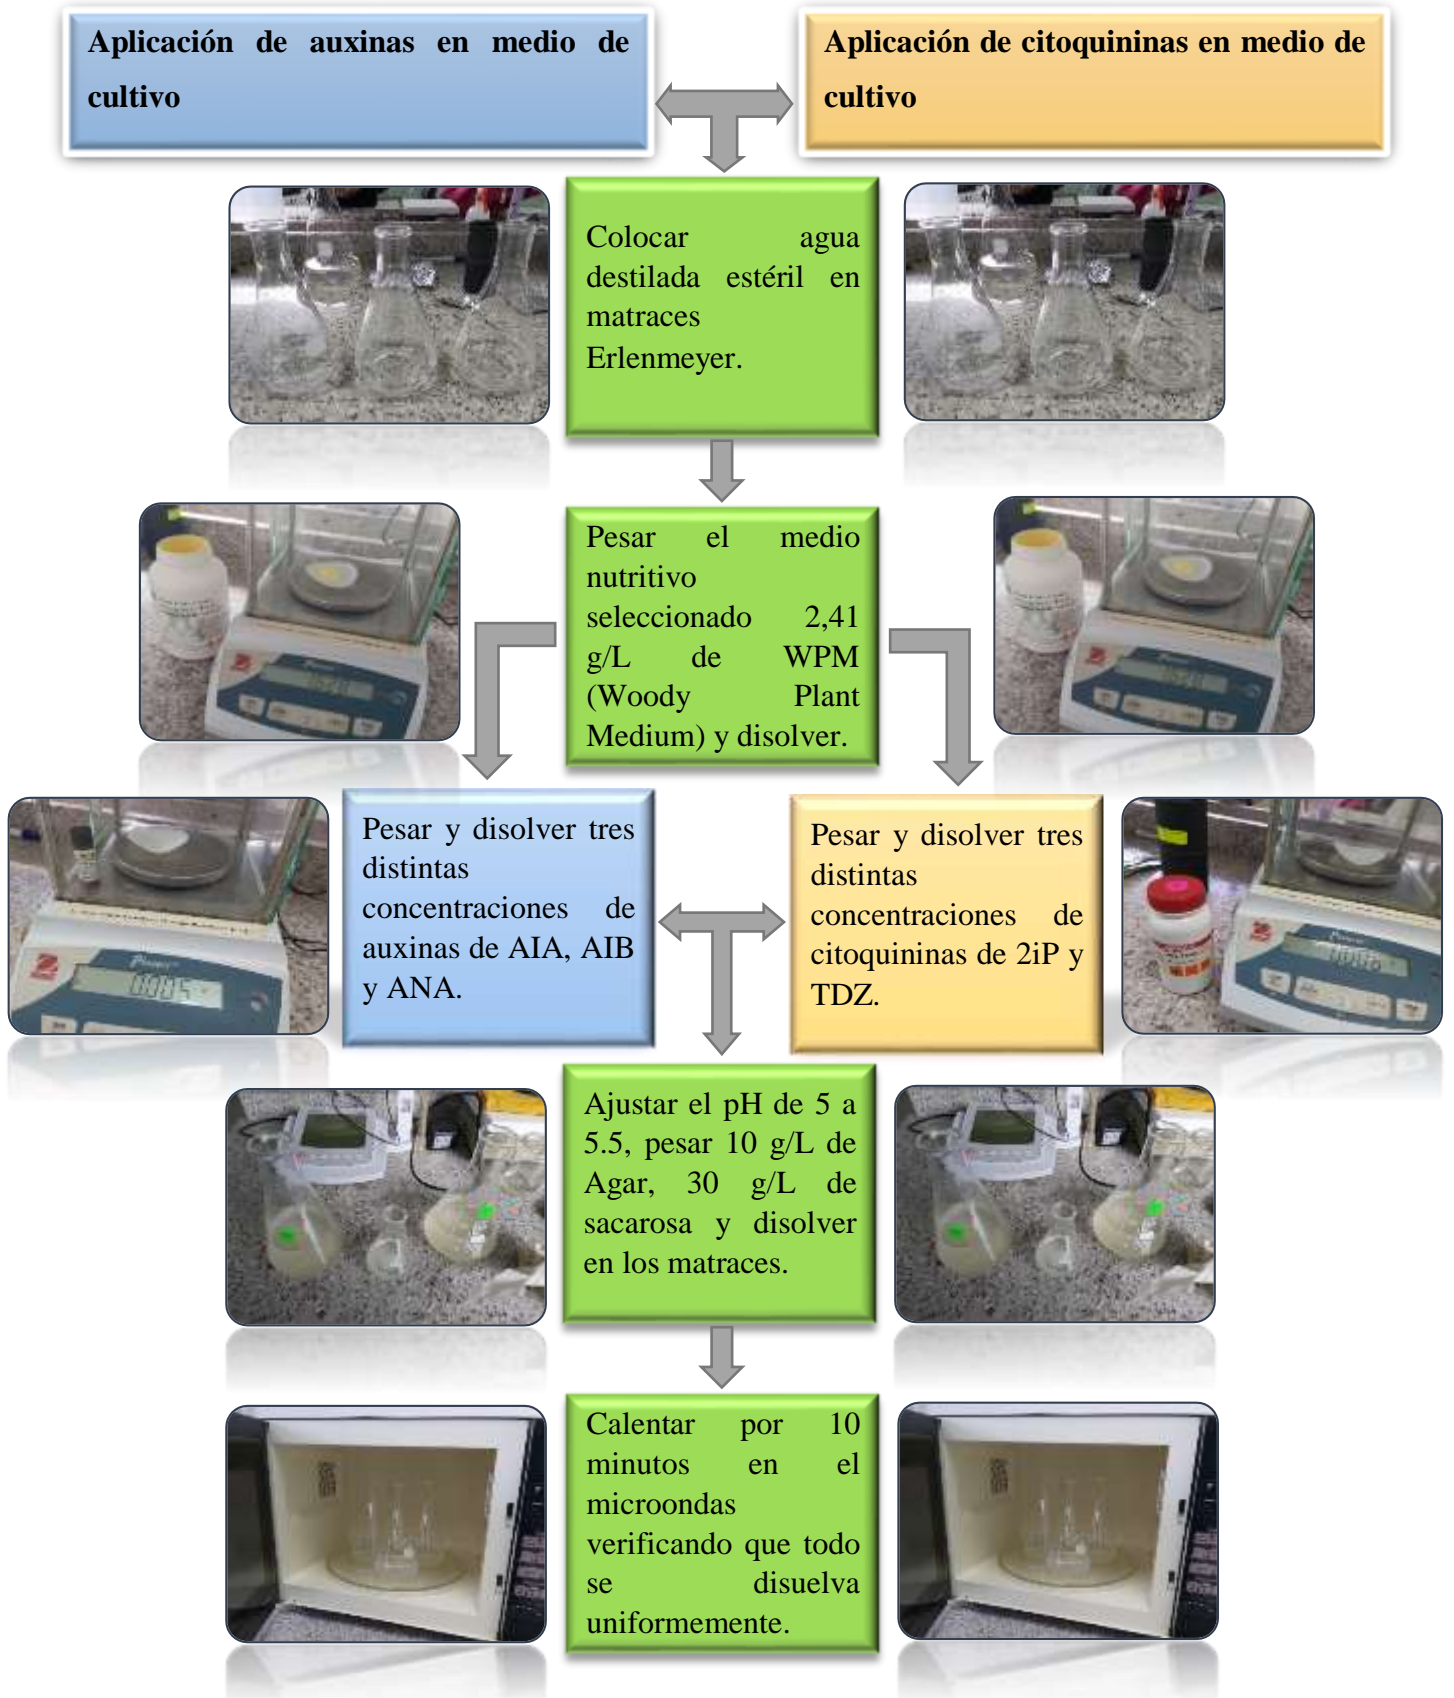 Aplicación de auxinas en medio de
cultivo
Aplicación de citoquininas en medio de
cultivo
Colocar agua
destilada estéril en
matraces
Erlenmeyer.
Pesar el medio
nutritivo
seleccionado 2,41
g/L de WPM
(Woody Plant
Medium) y disolver.
Pesar y disolver tres
distintas
concentraciones de
auxinas de AIA, AIB
y ANA.
Pesar y disolver tres
distintas
concentraciones de
citoquininas de 2iP y
TDZ.
Ajustar el pH de 5 a
5.5, pesar 10 g/L de
Agar, 30 g/L de
sacarosa y disolver
en los matraces.
Calentar por 10
minutos en el
microondas
verificando que todo
se disuelva
uniformemente.